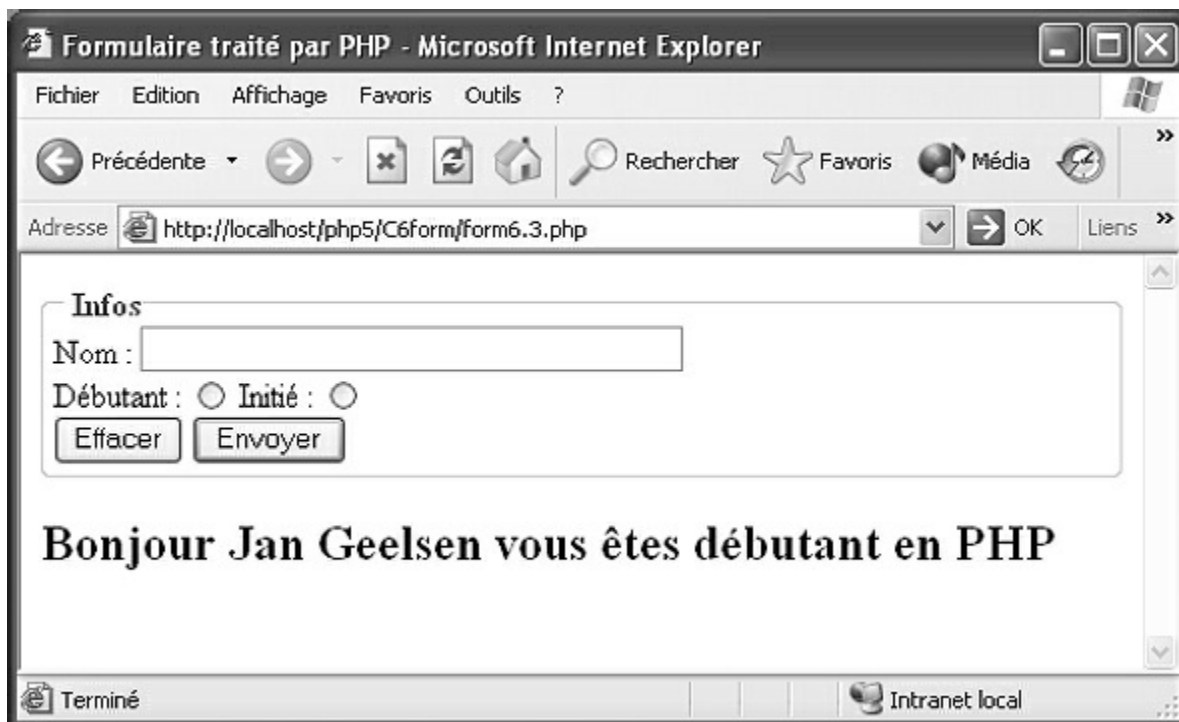 Formulaire traité par PHP - Microsoft Internet Explorer
Fichier Edition Affichage Favoris Outils ?
Précédente Rechercher Favoris Média »
Adresse http://localhost/php5/C6form/form6.3.php OK Liens »
Infos
Nom :
Débutant : Initié :
Effacer Envoyer
Bonjour Jan Geelsen vous êtes débutant en PHP
Terminé Intranet local